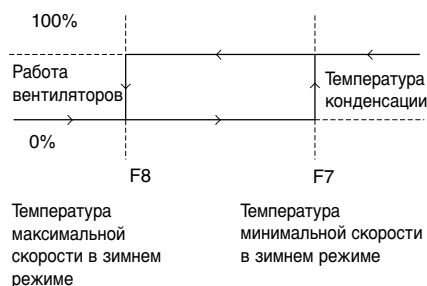 100%
Работа
вентиляторов
Температура
конденсации
0%
F8
F7
Температура
максимальной
скорости в зимнем
режиме
Температура
минимальной скорости
в зимнем режиме